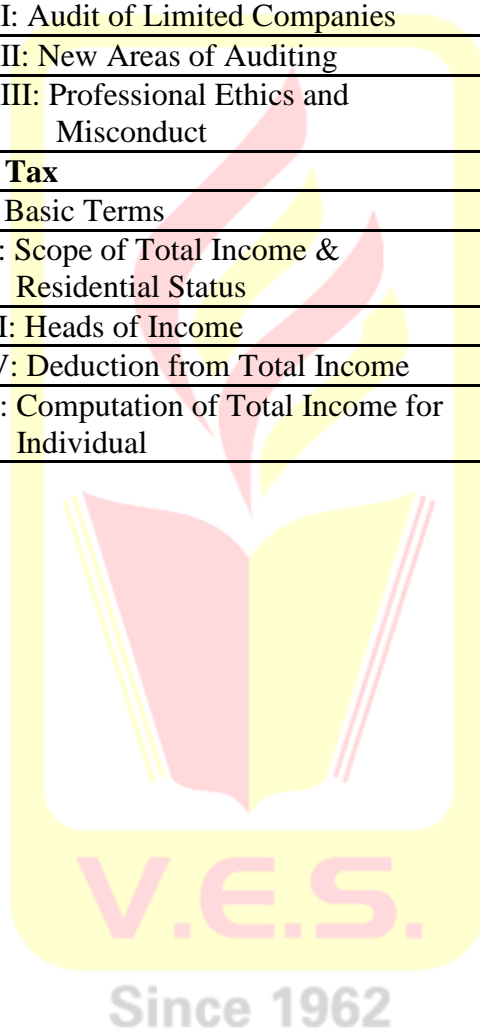 I: Audit of Limited Companies
II: New Areas of Auditing
III: Professional Ethics and
Misconduct
Tax
Basic Terms
: Scope of Total Income &
Residential Status
I: Heads of Income
V: Deduction from Total Income
: Computation of Total Income for
Individual
V.E.S.
Since 1962